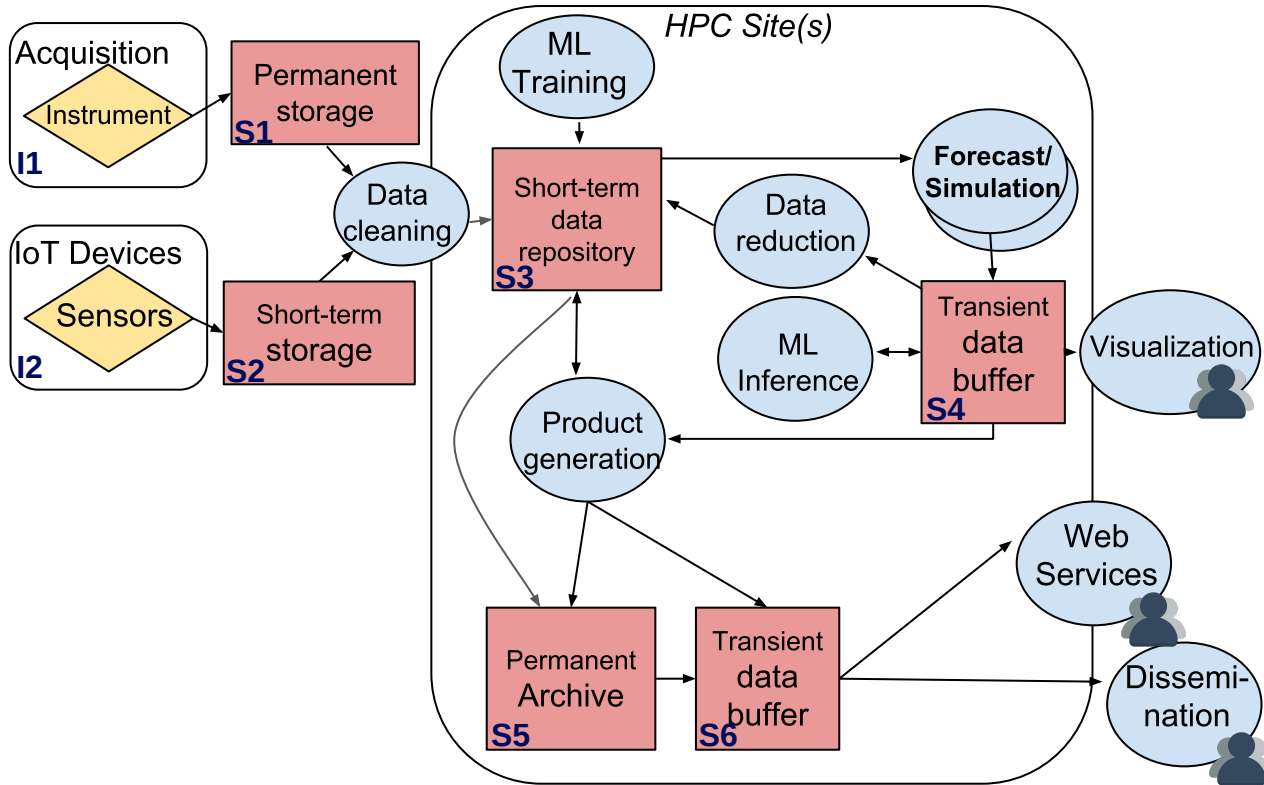 HPC Site(s)
Acquisition
Instrument
I1
Permanent
storage
S1
ML
Training
Forecast/
Simulation
Data
cleaning
Short-term
data
repository
S3
Data
reduction
IoT Devices
Sensors
I2
Short-term
storage
S2
ML
Inference
Transient
data
buffer
S4
Visualization
Product
generation
Web
Services
Permanent
Archive
S5
Transient
data
buffer
S6
Dissemi-
nation